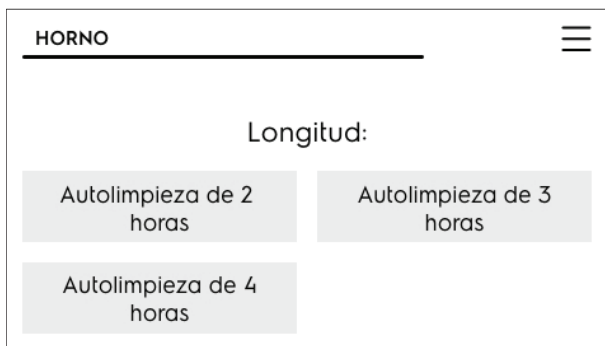 HORNO
Longitud:
Autolimpieza de 2
horas
Autolimpieza de 3
horas
Autolimpieza de 4
horas